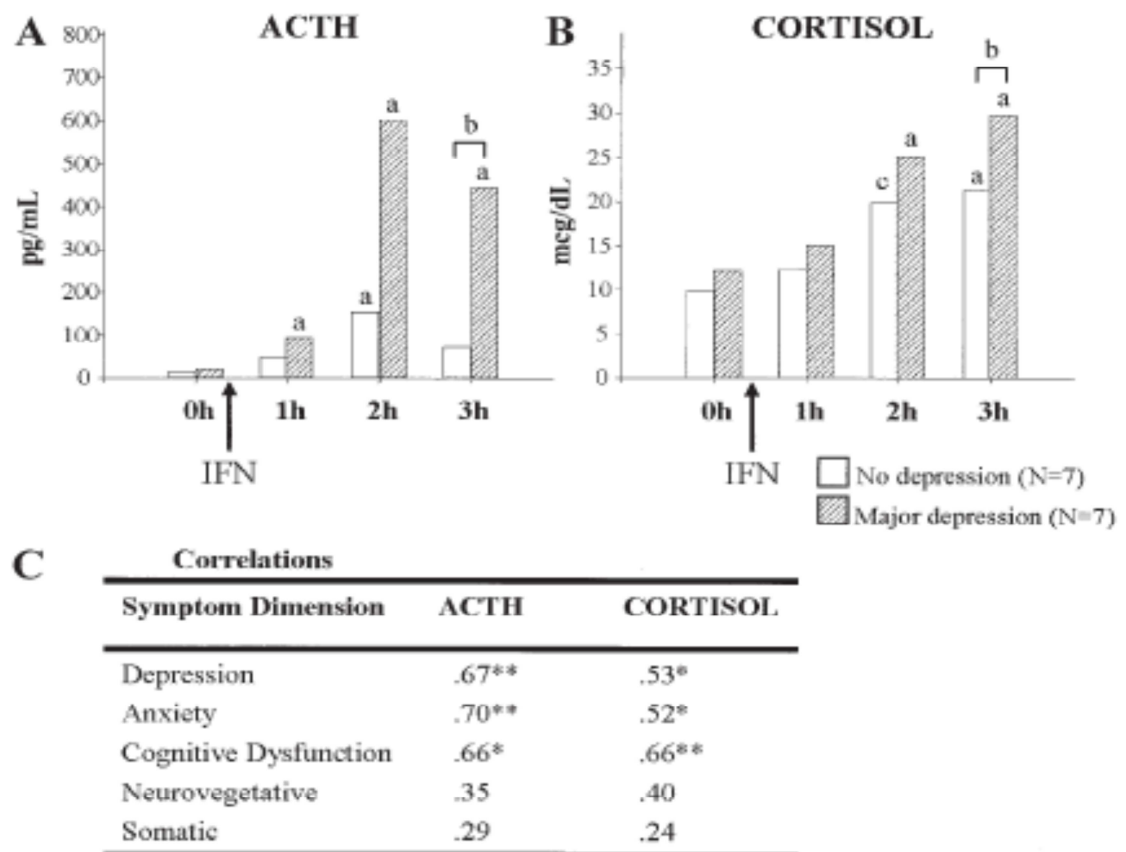 A ACTH
800
700
600
500
400
300
200
100
0
pg/mL
a
a
a
b
a
0h 1h 2h 3h
IFN
B CORTISOL
35
30
25
20
15
10
5
0
mcg/dL
c
a
b
a
a
0h 1h 2h 3h
IFN
No depression (N=7)
Major depression (N=7)
C Correlations
Symptom Dimension ACTH CORTISOL
Depression .67** .53*
Anxiety .70** .52*
Cognitive Dysfunction .66* .66**
Neurovegetative .35 .40
Somatic .29 .24